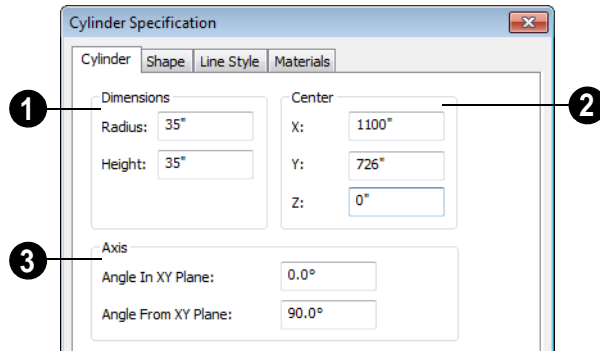 Cylinder Specification
Cylinder Shape Line Style Materials
1 Dimensions Center 2
Radius: 35" X: 1100"
Height: 35" Y: 726"
Z: 0"
3 Axis
Angle In XY Plane: 0.0°
Angle From XY Plane: 90.0°